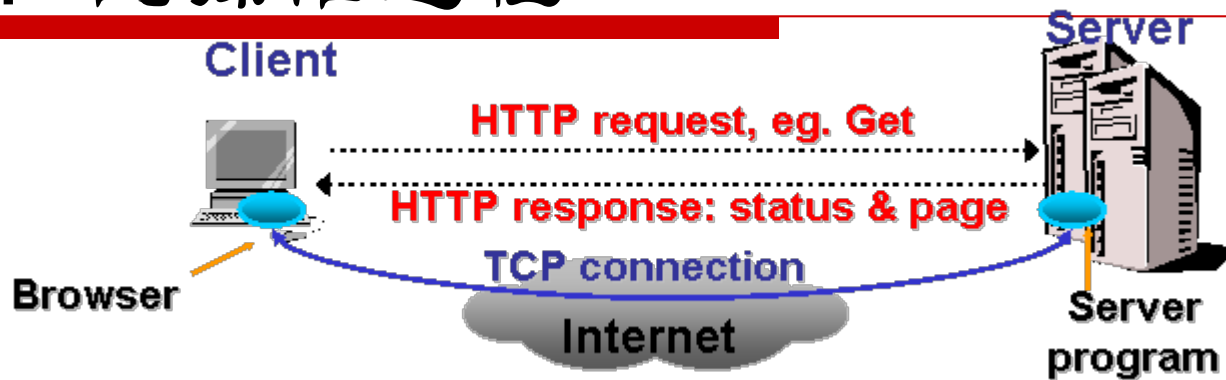 Client
Server
HTTP request, eg. Get
HTTP response: status & page
TCP connection
Browser
Internet
Server
program